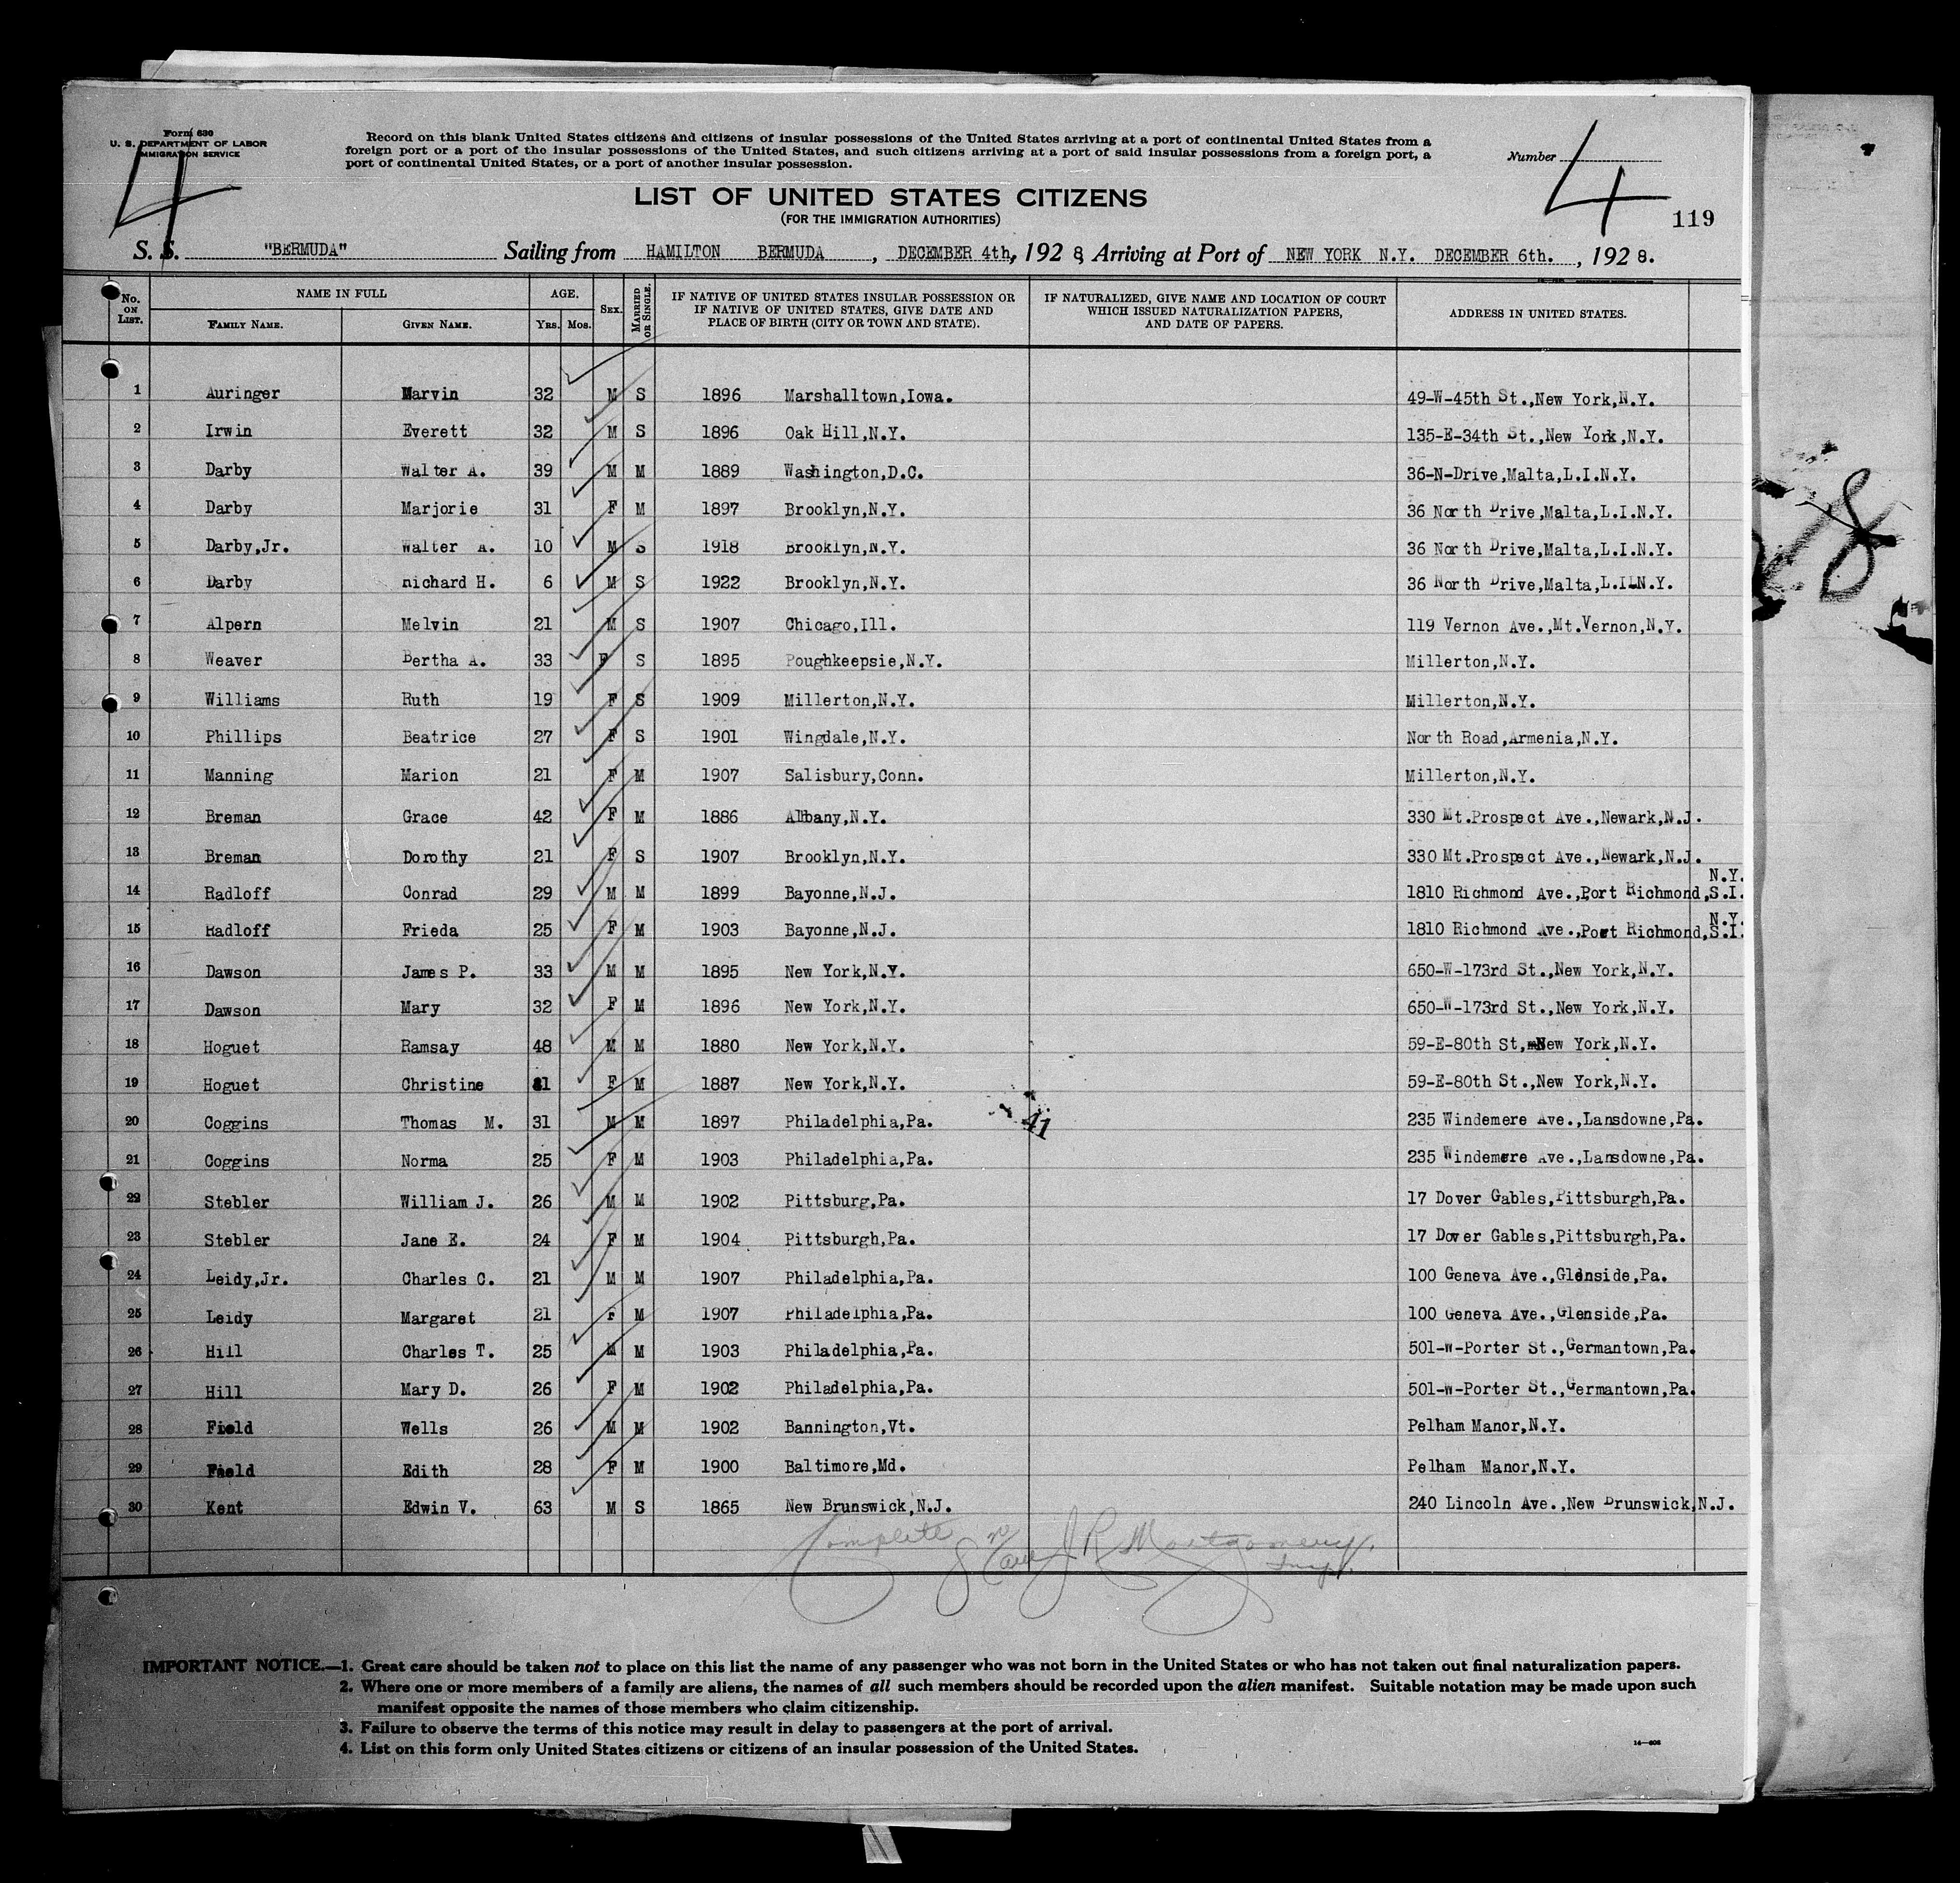 Form 630
U. S. DEPARTMENT OF LABOR
IMMIGRATION SERVICE
4
Record on this blank United States citizens and citizens of insular possessions of the United States arriving at a port of continental United States from a
foreign port or a port of the insular possessions of the United States, and such citizens arriving at a port of said insular possessions from a foreign port, a
port of continental United States, or a port of another insular possession.
Number 4
LIST OF UNITED STATES CITIZENS
(FOR THE IMMIGRATION AUTHORITIES)
119
S. S. "BERMUDA" Sailing from HAMILTON BERMUDA, DECEMBER 4th, 1928, Arriving at Port of NEW YORK N.Y. DECEMBER 6th., 1928.
No. ON LIST. NAME IN FULL FAMILY NAME. GIVEN NAME. AGE. YRS. MOS. SEX. MARRIED OR SINGLE. IF NATIVE OF UNITED STATES INSULAR POSSESSION OR IF NATIVE OF UNITED STATES, GIVE DATE AND PLACE OF BIRTH (CITY OR TOWN AND STATE). IF NATURALIZED, GIVE NAME AND LOCATION OF COURT WHICH ISSUED NATURALIZATION PAPERS, AND DATE OF PAPERS. ADDRESS IN UNITED STATES.
1 Auringer Marvin 32 M S 1896 Marshalltown,Iowa. 49-W-45th St.,New York,N.Y.
2 Irwin Everett 32 M S 1896 Oak Hill,N.Y. 135-E-34th St.,New York,N.Y.
3 Darby Walter A. 39 M M 1889 Washington,D.C. 36-N-Drive,Malta,L.I.N.Y.
4 Darby Marjorie 31 F M 1897 Brooklyn,N.Y. 36 North Drive,Malta,L.I.N.Y.
5 Darby,Jr. Walter A. 10 M S 1918 Brooklyn,N.Y. 36 North Drive,Malta,L.I.N.Y.
6 Darby Richard H. 6 M S 1922 Brooklyn,N.Y. 36 North Drive,Malta,L.I.N.Y.
7 Alpern Melvin 21 M S 1907 Chicago,Ill. 119 Vernon Ave.,Mt.Vernon,N.Y.
8 Weaver Bertha A. 33 F S 1895 Poughkeepsie,N.Y. Millerton,N.Y.
9 Williams Ruth 19 F S 1909 Millerton,N.Y. Millerton,N.Y.
10 Phillips Beatrice 27 F S 1901 Wingdale,N.Y. North Road,Armenia,N.Y.
11 Manning Marion 21 F M 1907 Salisbury,Conn. Millerton,N.Y.
12 Breman Grace 42 F M 1886 Albany,N.Y. 330 Mt.Prospect Ave.,Newark,N.J.
13 Breman Dorothy 21 F S 1907 Brooklyn,N.Y. 330 Mt.Prospect Ave.,Newark,N.J.
14 Radloff Conrad 29 M M 1899 Bayonne,N.J. 1810 Richmond Ave.,Port Richmond,S.I. N.Y.
15 Radloff Frieda 25 F M 1903 Bayonne,N.J. 1810 Richmond Ave.,Port Richmond,S.I. N.Y.
16 Dawson James P. 33 M M 1895 New York,N.Y. 650-W-173rd St.,New York,N.Y.
17 Dawson Mary 32 F M 1896 New York,N.Y. 650-W-173rd St.,New York,N.Y.
18 Hoguet Ramsay 48 M M 1880 New York,N.Y. 59-E-80th St,New York,N.Y.
19 Hoguet Christine 41 F M 1887 New York,N.Y. 59-E-80th St.,New York,N.Y.
41
20 Coggins Thomas M. 31 M M 1897 Philadelphia,Pa. 235 Windemere Ave.,Lansdowne,Pa.
21 Coggins Norma 25 F M 1903 Philadelphia,Pa. 235 Windemere Ave.,Lansdowne,Pa.
22 Stebler William J. 26 M M 1902 Pittsburg,Pa. 17 Dover Gables,Pittsburgh,Pa.
23 Stebler Jane E. 24 F M 1904 Pittsburgh,Pa. 17 Dover Gables,Pittsburgh,Pa.
24 Leidy,Jr. Charles C. 21 M M 1907 Philadelphia,Pa. 100 Geneva Ave.,Glenside,Pa.
25 Leidy Margaret 21 F M 1907 Philadelphia,Pa. 100 Geneva Ave.,Glenside,Pa.
26 Hill Charles T. 25 M M 1903 Philadelphia,Pa. 501-W-Porter St.,Germantown,Pa.
27 Hill Mary D. 26 F M 1902 Philadelphia,Pa. 501-W-Porter St.,Germantown,Pa.
28 Field Wells 26 M M 1902 Bannington,Vt. Pelham Manor,N.Y.
29 Field Edith 28 F M 1900 Baltimore,Md. Pelham Manor,N.Y.
30 Kent Edwin V. 63 M S 1865 New Brunswick,N.J. 240 Lincoln Ave.,New Brunswick,N.J.
Complete J R Montgomery.
Insp.
IMPORTANT NOTICE.—1. Great care should be taken not to place on this list the name of any passenger who was not born in the United States or who has not taken out final naturalization papers.
2. Where one or more members of a family are aliens, the names of all such members should be recorded upon the alien manifest. Suitable notation may be made upon such
manifest opposite the names of those members who claim citizenship.
3. Failure to observe the terms of this notice may result in delay to passengers at the port of arrival.
4. List on this form only United States citizens or citizens of an insular possession of the United States.